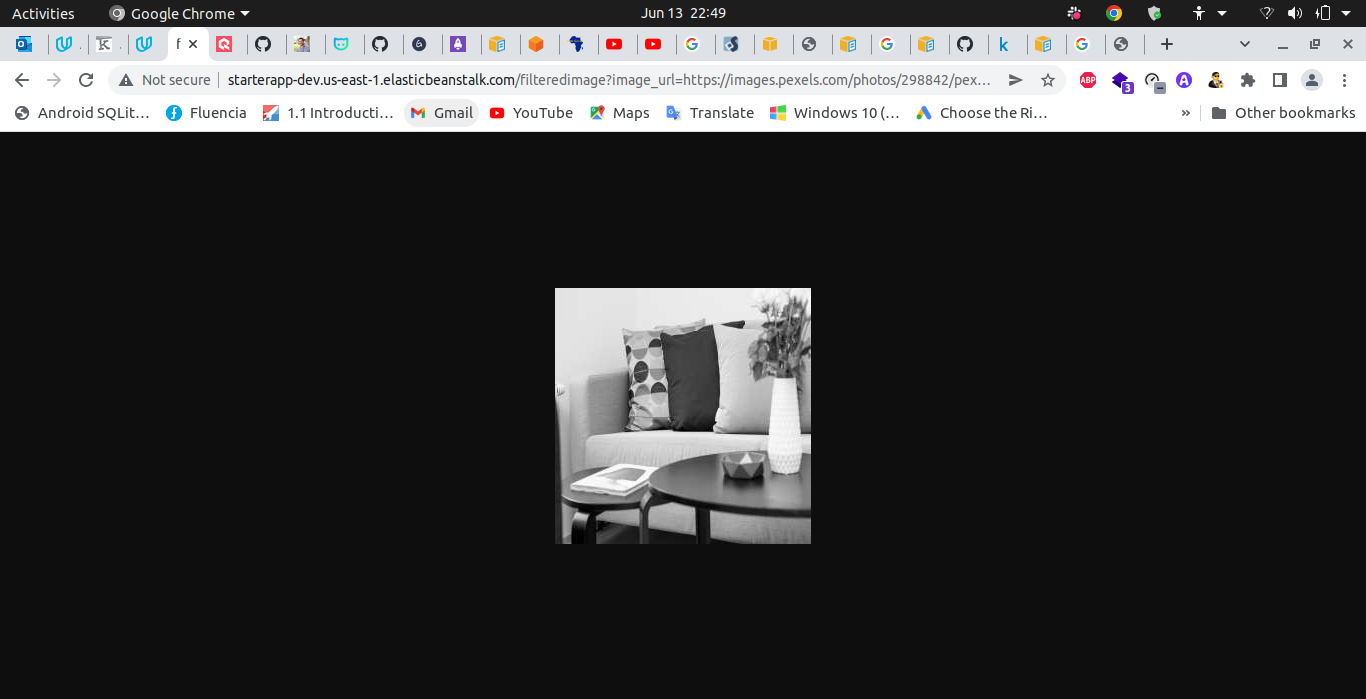 Activities Google Chrome Jun 13 22:49
f
Not secure starterapp-dev.us-east-1.elasticbeanstalk.com/filteredimage?image_url=https://images.pexels.com/photos/298842/pex... ABP 3 A
Android SQLit... Fluencia 1.1 Introducti... Gmail YouTube Maps Translate Windows 10 (... Choose the Ri... » Other bookmarks